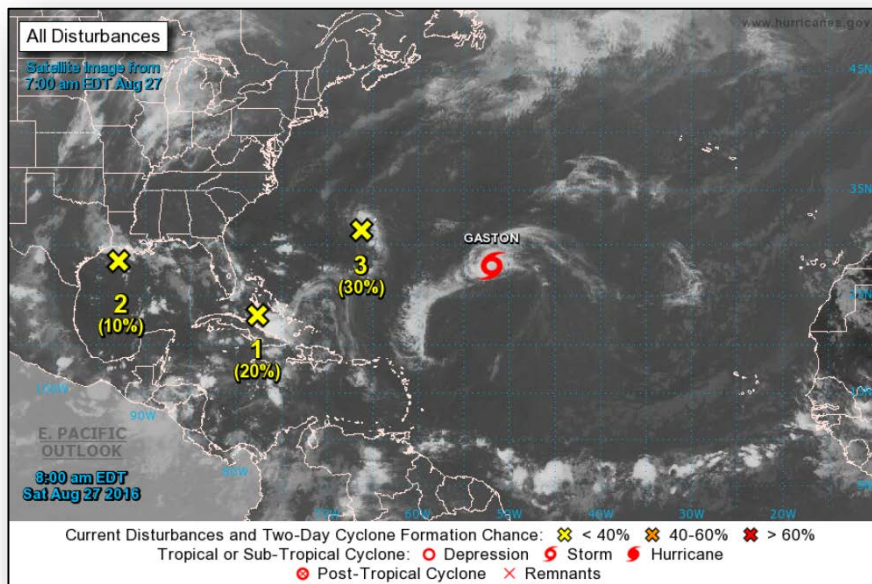 www.hurricanes.gov
All Disturbances
Satellite image from
7:00 am EDT Aug 27
45N
35N
GASTON
3
(30%)
2
(10%)
1
(20%)
90W
80W
50W
40W
30W
20W
E. PACIFIC
OUTLOOK
8:00 am EDT
Sat Aug 27 2016
Current Disturbances and Two-Day Cyclone Formation Chance: < 40% 40-60% > 60%
Tropical or Sub-Tropical Cyclone: Depression Storm Hurricane
Post-Tropical Cyclone Remnants